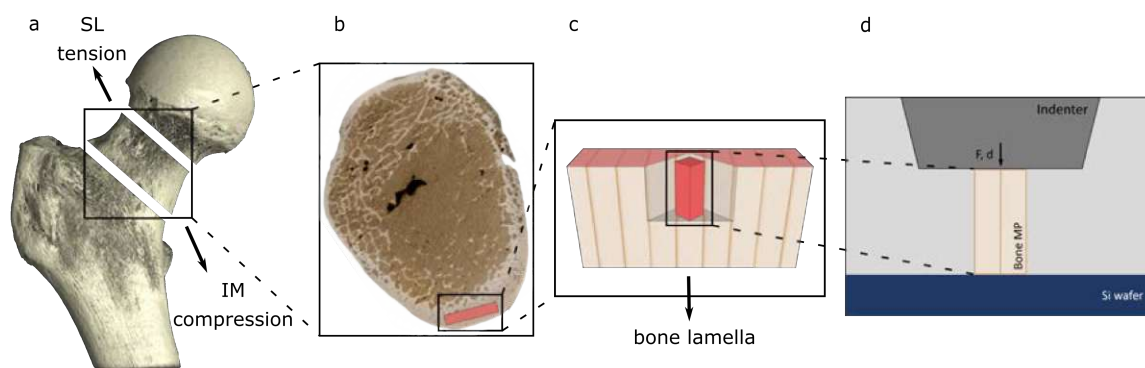 a
SL
tension
IM
compression
b
c
bone lamella
d
Indenter
F, d
Bone MP
Si wafer